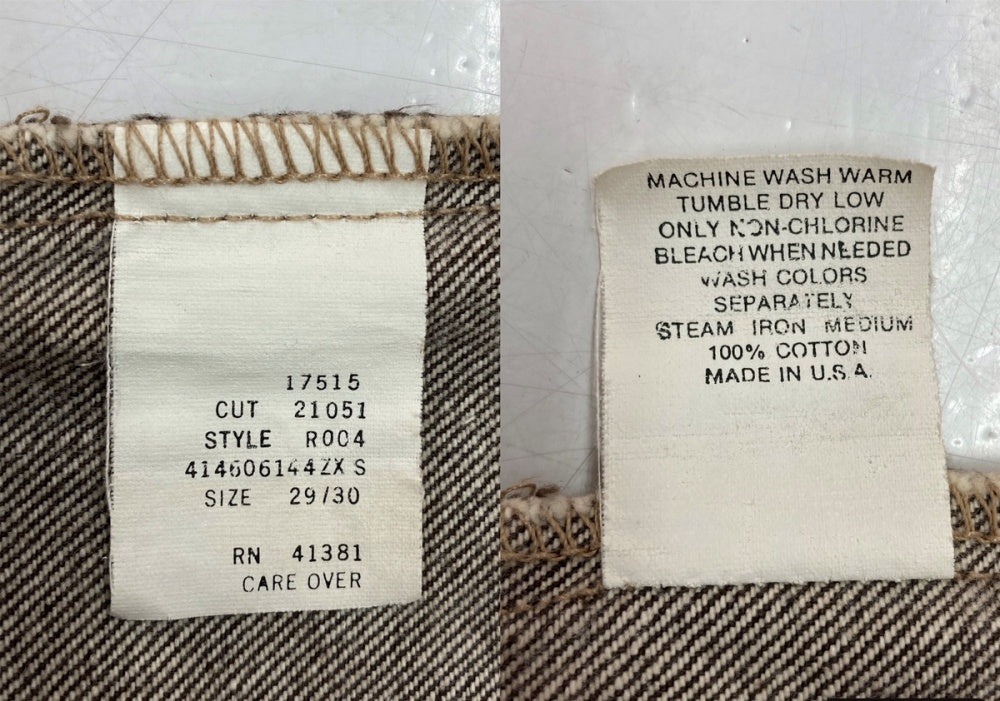 17515
CUT 21051
STYLE R004
414606144ZX S
SIZE 29/30
RN 41381
CARE OVER
MACHINE WASH WARM
TUMBLE DRY LOW
ONLY NON-CHLORINE
BLEACH WHEN NEEDED
WASH COLORS
SEPARATELY
STEAM IRON MEDIUM
100% COTTON
MADE IN U.S.A.